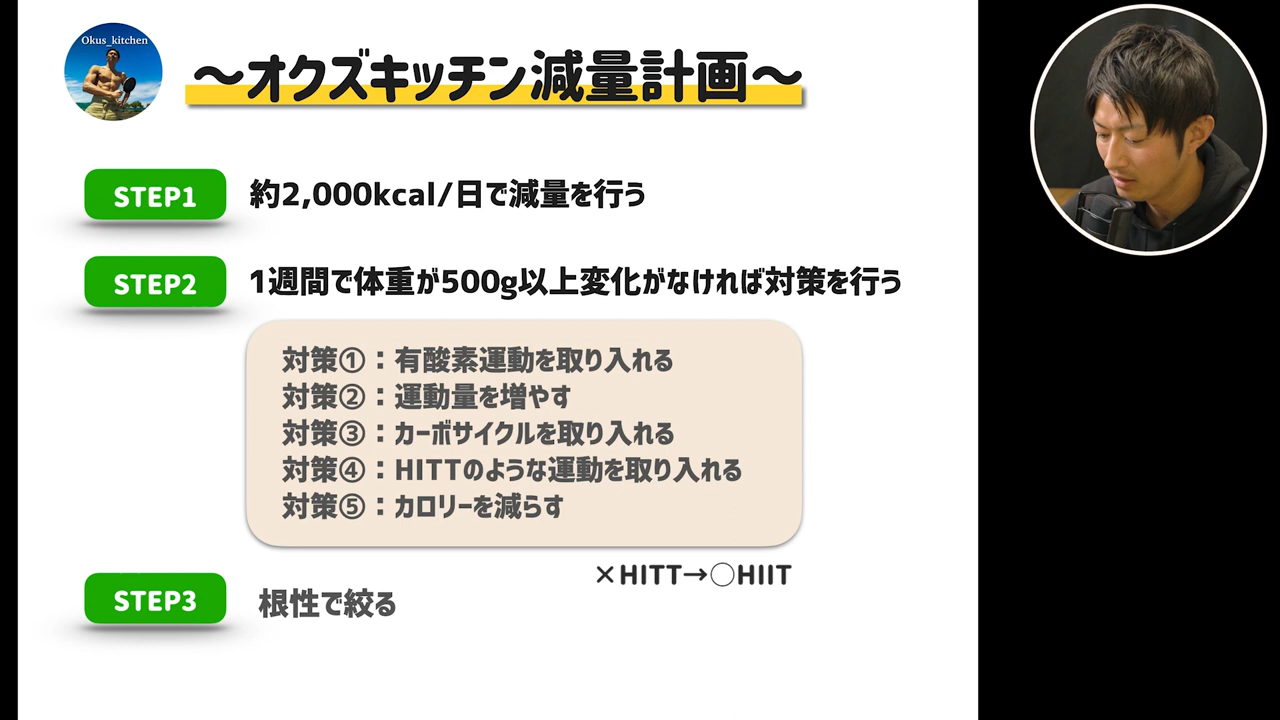 Okus_kitchen
～オクズキッチン減量計画～
STEP1 約2,000kcal/日で減量を行う
STEP2 1週間で体重が500g以上変化がなければ対策を行う
対策①：有酸素運動を取り入れる
対策②：運動量を増やす
対策③：カーボサイクルを取り入れる
対策④：HITTのような運動を取り入れる
対策⑤：カロリーを減らす
×HITT→○HIIT
STEP3 根性で絞る